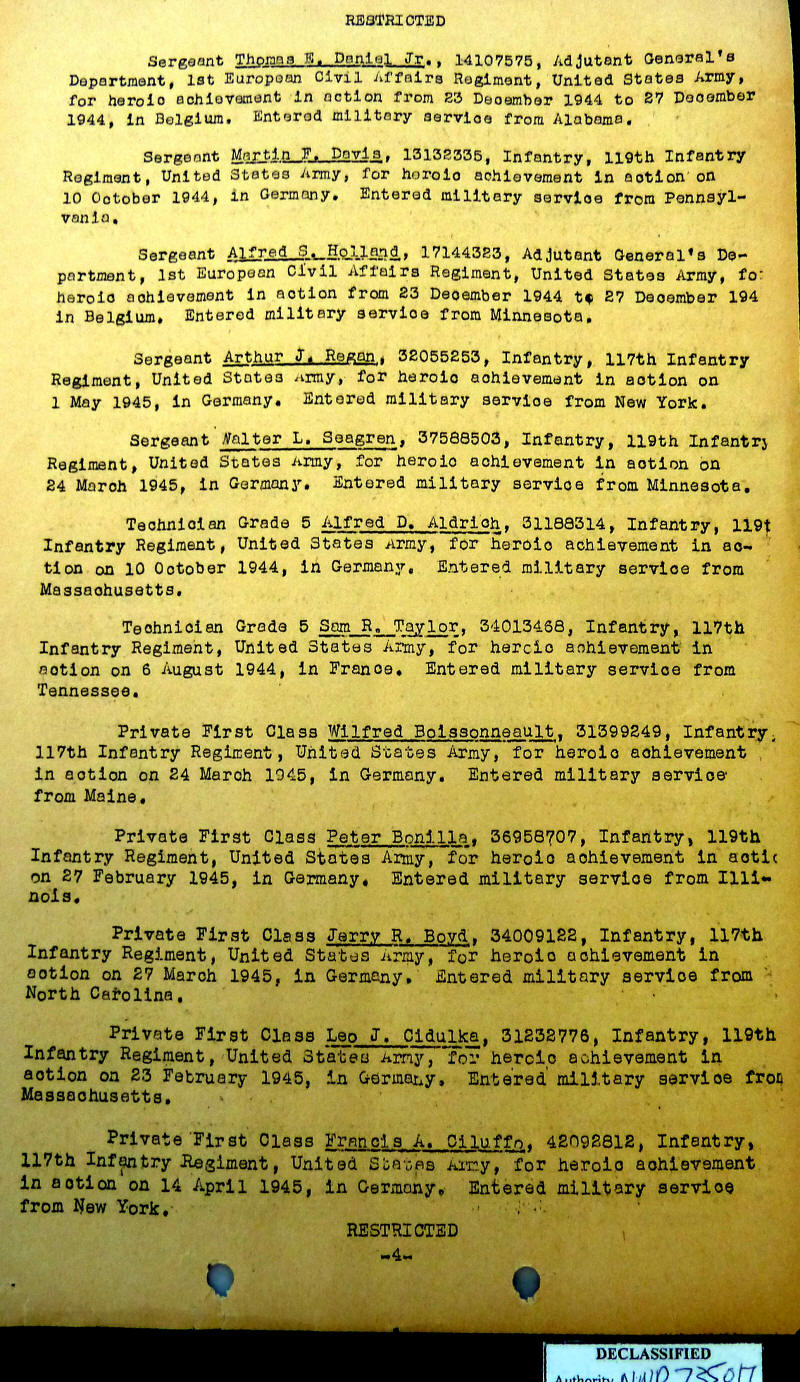 RESTRICTED
Sergeant Thomas E. Daniel Jr., 14107575, Adjutant General's
Department, 1st European Civil Affairs Regiment, United States Army,
for heroic achievement in action from 23 December 1944 to 27 December
1944, in Belgium. Entered military service from Alabama.
Sergeant Martin F. Davis, 13132335, Infantry, 119th Infantry
Regiment, United States Army, for heroic achievement in action on
10 October 1944, in Germany. Entered military service from Pennsyl-
vania.
Sergeant Alfred S. Holland, 17144323, Adjutant General's De-
partment, 1st European Civil Affairs Regiment, United States Army, fo
heroic achievement in action from 23 December 1944 to 27 December 194
in Belgium. Entered military service from Minnesota.
Sergeant Arthur J. Regan, 32055253, Infantry, 117th Infantry
Regiment, United States Army, for heroic achievement in action on
1 May 1945, in Germany. Entered military service from New York.
Sergeant Walter L. Seagren, 37588503, Infantry, 119th Infantry
Regiment, United States Army, for heroic achievement in action on
24 March 1945, in Germany. Entered military service from Minnesota.
Technician Grade 5 Alfred D. Aldrich, 31188314, Infantry, 119t
Infantry Regiment, United States Army, for heroic achievement in ac-
tion on 10 October 1944, in Germany. Entered military service from
Massachusetts.
Technician Grade 5 Sam R. Taylor, 34013468, Infantry, 117th
Infantry Regiment, United States Army, for heroic achievement in
action on 6 August 1944, in France. Entered military service from
Tennessee.
Private First Class Wilfred Boissonneault, 31399249, Infantry,
117th Infantry Regiment, United States Army, for heroic achievement
in action on 24 March 1945, in Germany. Entered military service
from Maine.
Private First Class Peter Bonilla, 36958707, Infantry, 119th
Infantry Regiment, United States Army, for heroic achievement in actic
on 27 February 1945, in Germany. Entered military service from Illi-
nois.
Private First Class Jerry R. Boyd, 34009122, Infantry, 117th
Infantry Regiment, United States Army, for heroic achievement in
action on 27 March 1945, in Germany. Entered military service from
North Carolina.
Private First Class Leo J. Cidulka, 31232776, Infantry, 119th
Infantry Regiment, United States Army, for heroic achievement in
action on 23 February 1945, in Germany. Entered military service from
Massachusetts.
Private First Class Francis A. Ciluffo, 42092812, Infantry,
117th Infantry Regiment, United States Army, for heroic achievement
in action on 14 April 1945, in Germany. Entered military service
from New York.
RESTRICTED
-4-
DECLASSIFIED
Authority NND 735017